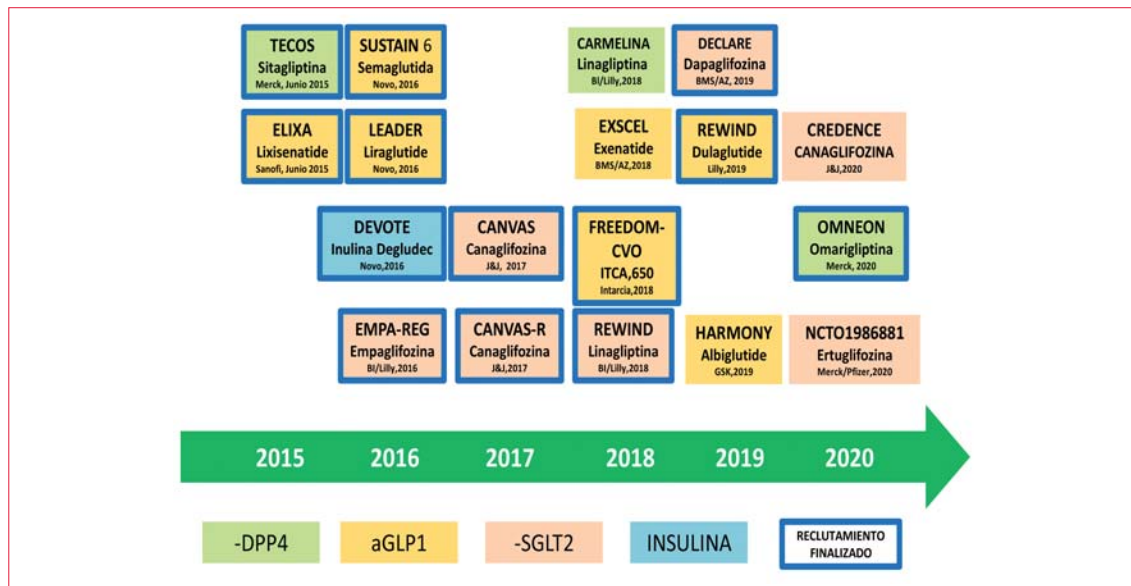 TECOS
Sitagliptina
Merck, Junio 2015
SUSTAIN 6
Semaglutida
Novo, 2016
CARMELINA
Linagliptina
BI/Lilly,2018
DECLARE
Dapaglifozina
BMS/AZ, 2019
ELIXA
Lixisenatide
Sanofi, Junio 2015
LEADER
Liraglutide
Novo, 2016
EXSCEL
Exenatide
BMS/AZ,2018
REWIND
Dulaglutide
Lilly,2019
CREDENCE
CANAGLIFOZINA
J&J,2020
DEVOTE
Inulina Degludec
Novo,2016
CANVAS
Canaglifozina
J&J, 2017
FREEDOM-
CVO
ITCA,650
Intarcia,2018
OMNEON
Omarigliptina
Merck, 2020
EMPA-REG
Empaglifozina
BI/Lilly,2016
CANVAS-R
Canaglifozina
J&J,2017
REWIND
Linagliptina
BI/Lilly,2018
HARMONY
Albiglutide
GSK,2019
NCTO1986881
Ertuglifozina
Merck/Pfizer,2020
2015 2016 2017 2018 2019 2020
-DPP4 aGLP1 -SGLT2 INSULINA
RECLUTAMIENTO
FINALIZADO